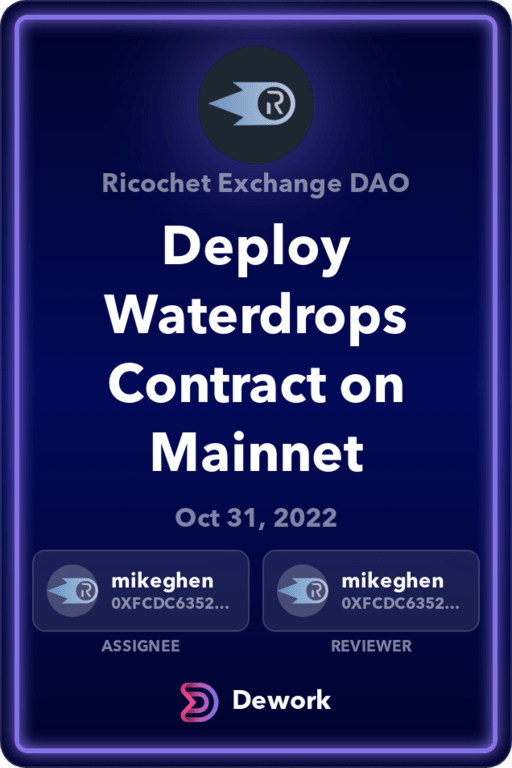 R
Ricochet Exchange DAO
Deploy
Waterdrops
Contract on
Mainnet
Oct 31, 2022
R
mikeghen
0XFCDC6352...
ASSIGNEE
R
mikeghen
0XFCDC6352...
REVIEWER
Dework